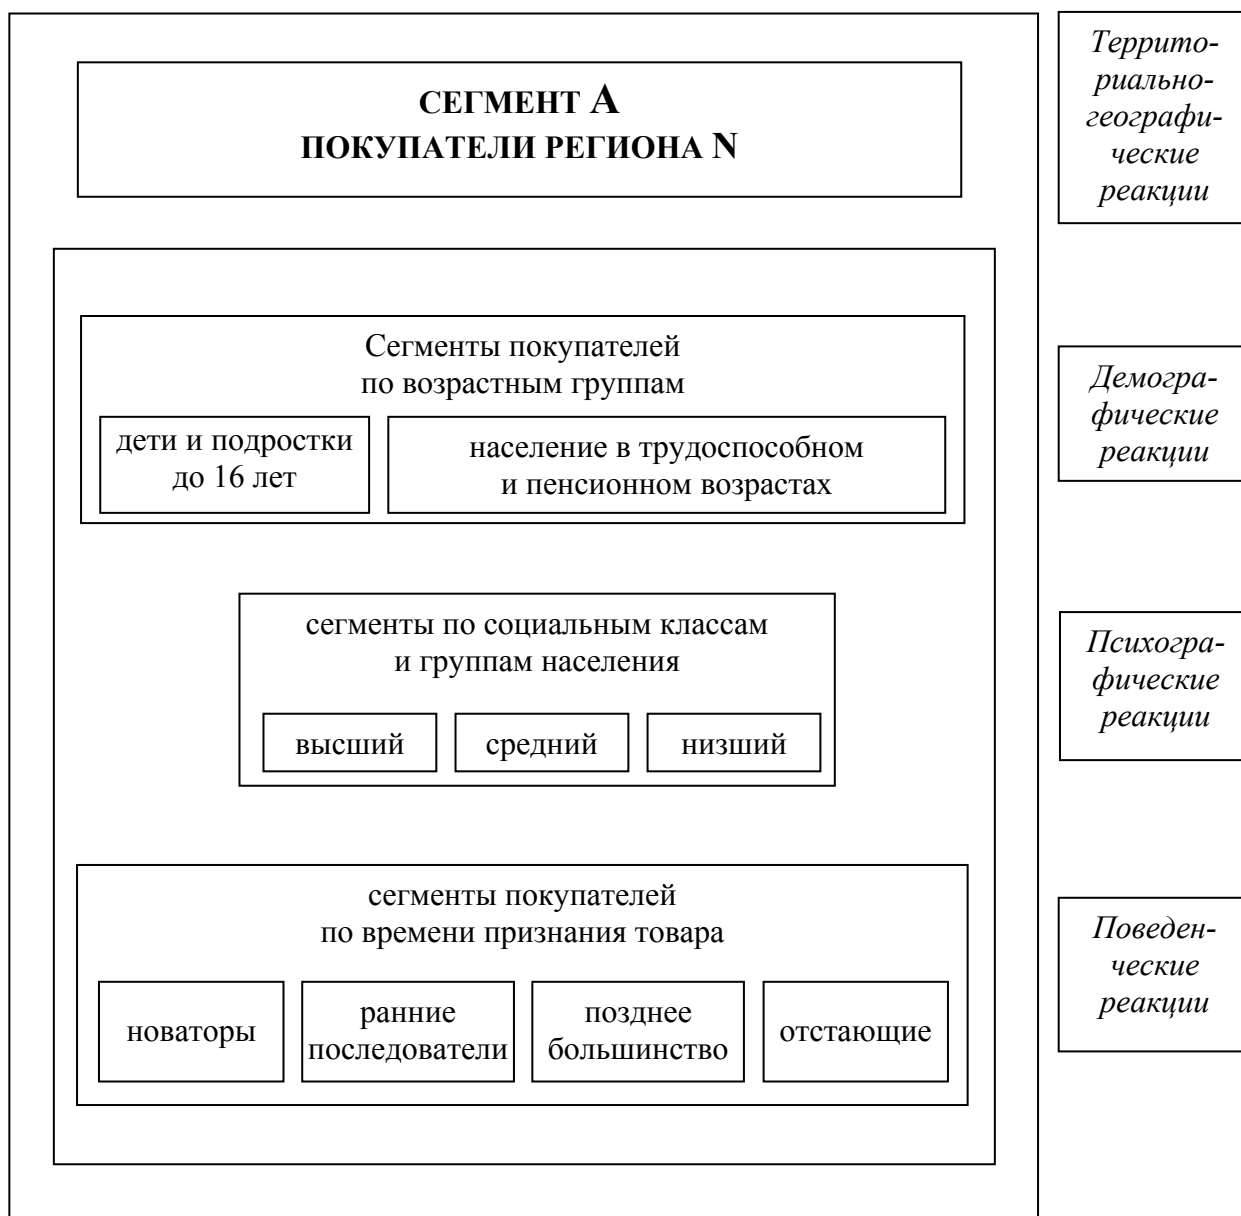 СЕГМЕНТ А
ПОКУПАТЕЛИ РЕГИОНА N
Террито-
риально-
географи-
ческие
реакции
Сегменты покупателей
по возрастным группам
дети и подростки
до 16 лет
население в трудоспособном
и пенсионном возрастах
Демогра-
фические
реакции
сегменты по социальным классам
и группам населения
высший
средний
низший
Психогра-
фические
реакции
сегменты покупателей
по времени признания товара
новаторы
ранние
последователи
позднее
большинство
отстающие
Поведен-
ческие
реакции